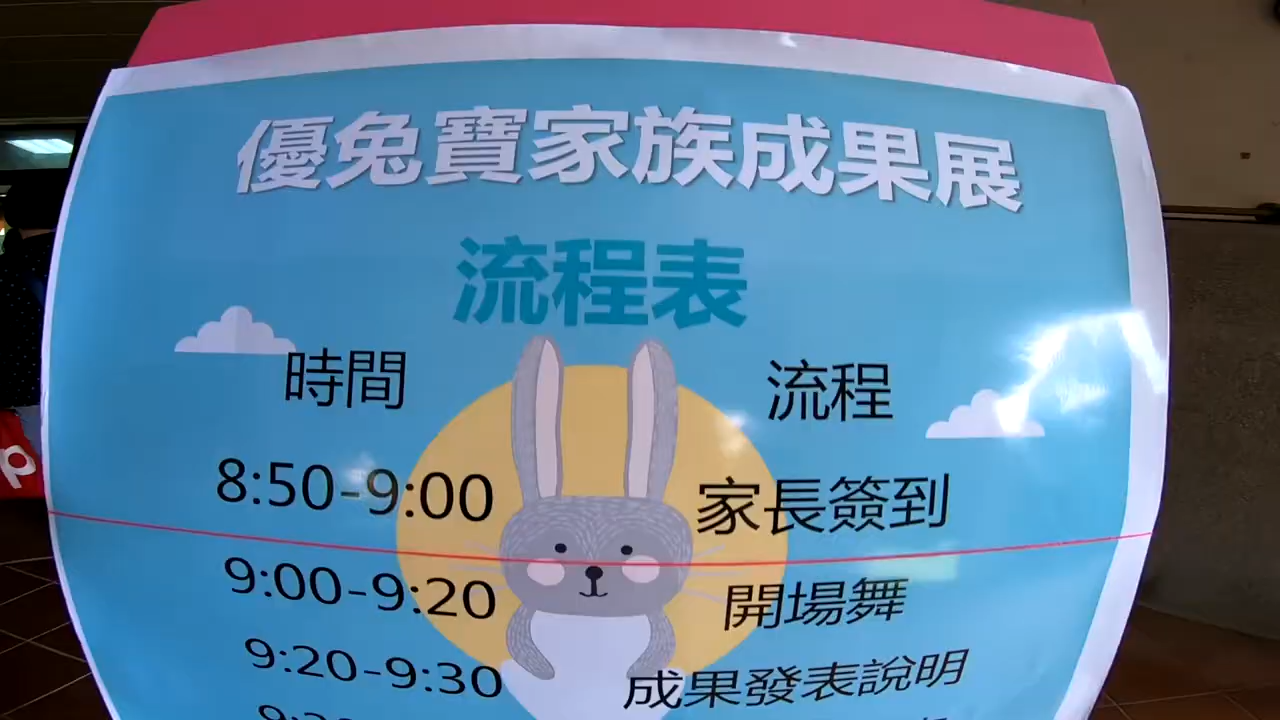 優兔寶家族成果展
流程表
時間 流程
8:50-9:00 家長簽到
9:00-9:20 開場舞
9:20-9:30 成果發表說明